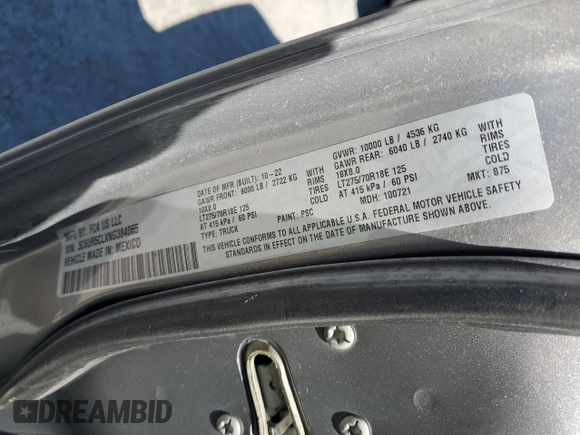 MFD BY: FCA US LLC
VIN: 3C6UR5CLXNG384065
VEHICLE MADE IN: MEXICO
DATE OF MFR (BUILT): 10-22
GAWR FRONT: 6000 LB / 2722 KG WITH
18X8.0 RIMS
LT275/70R18E 125 TIRES
AT 415 kPa / 60 PSI COLD
TYPE: TRUCK PAINT: PSC
GVWR: 10000 LB / 4536 KG
GAWR REAR: 6040 LB / 2740 KG WITH
18X8.0 RIMS
LT275/70R18E 125 TIRES
AT 415 kPa / 60 PSI COLD
MDH: 100721 MKT: 875
THIS VEHICLE CONFORMS TO ALL APPLICABLE U.S.A. FEDERAL MOTOR VEHICLE SAFETY
STANDARDS IN EFFECT ON THE DATE OF MANUFACTURE SHOWN ABOVE
DREAMBID